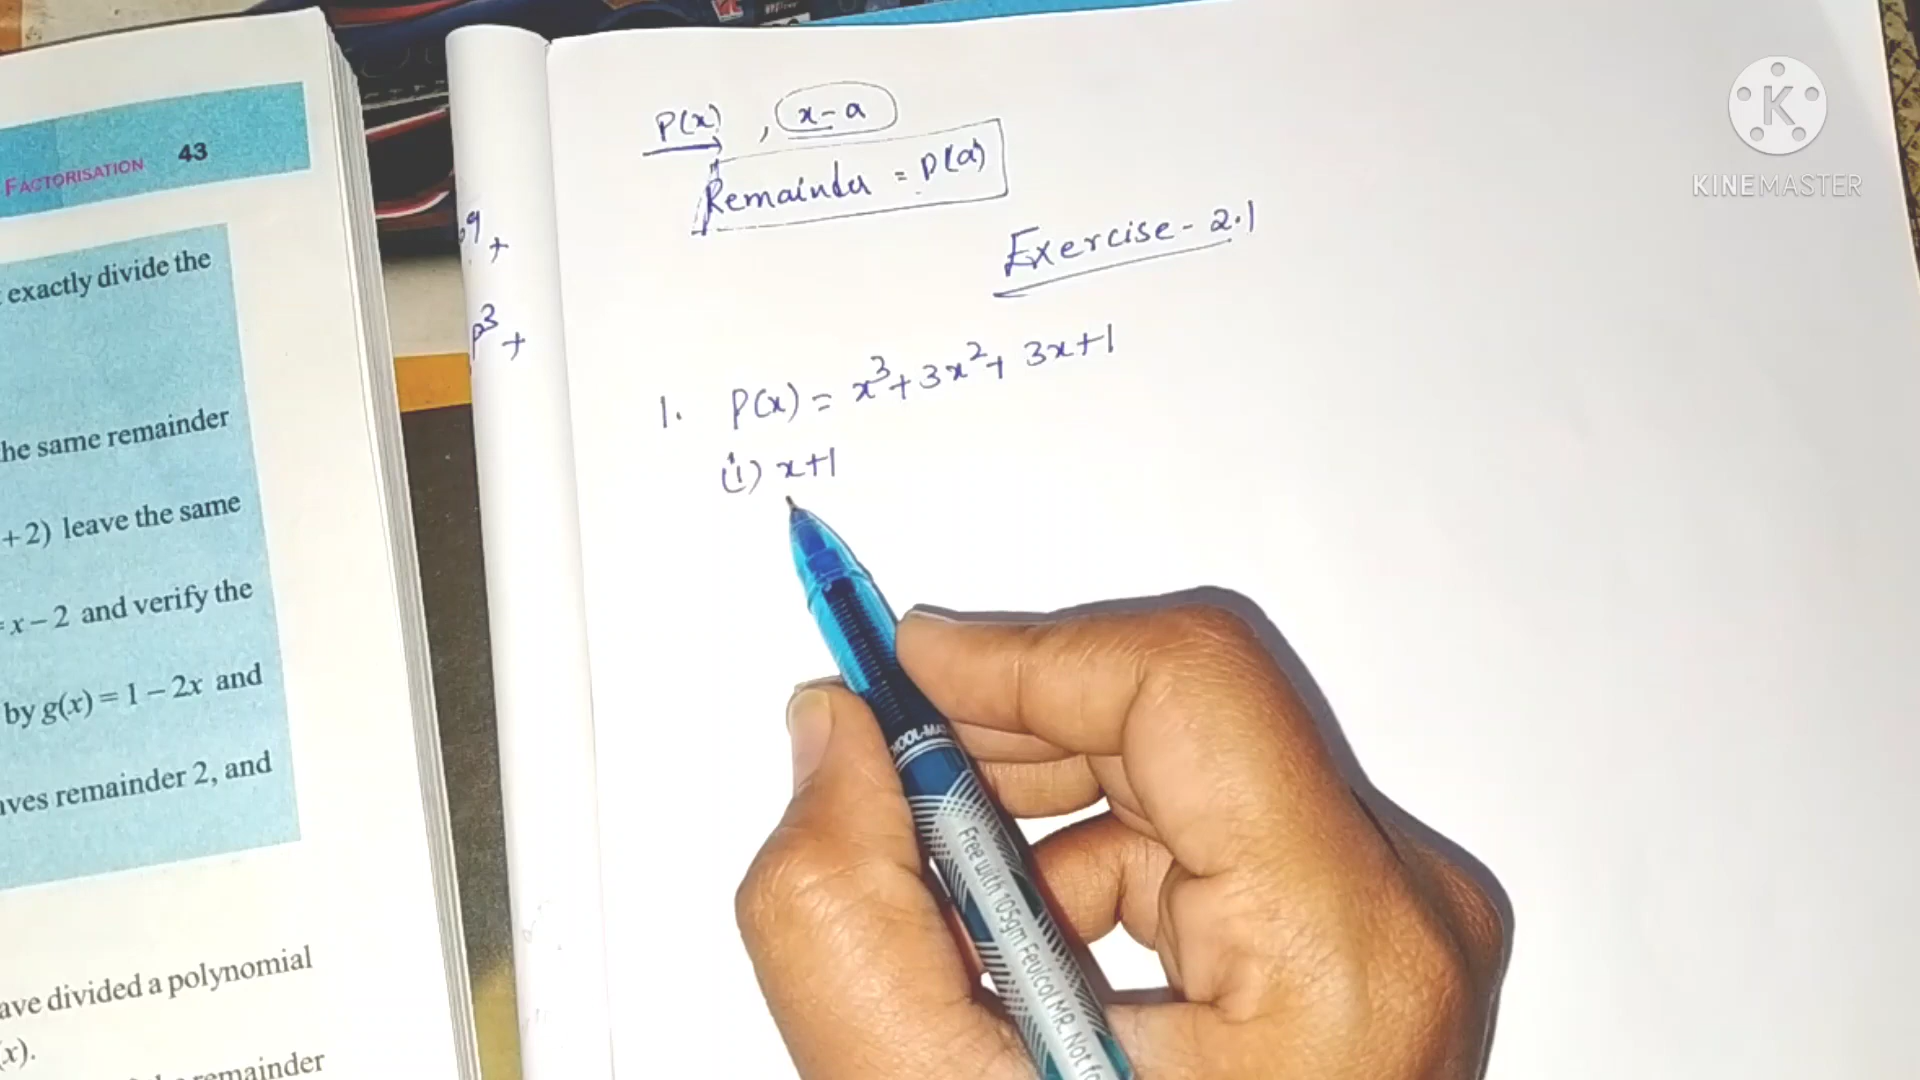 FACTORISATION 43
exactly divide the
he same remainder
+2) leave the same
= x – 2 and verify the
by g(x) = 1 – 2x and
ves remainder 2, and
ave divided a polynomial
(x).
remainder
9 +
p³ +
P(x), x-a
Remainder = P(a)
Exercise - 2.1
1. P(x) = x³ + 3x² + 3x + 1
(i) x+1
KINEMASTER
Free with 105gm Fevicol MR. Not fo